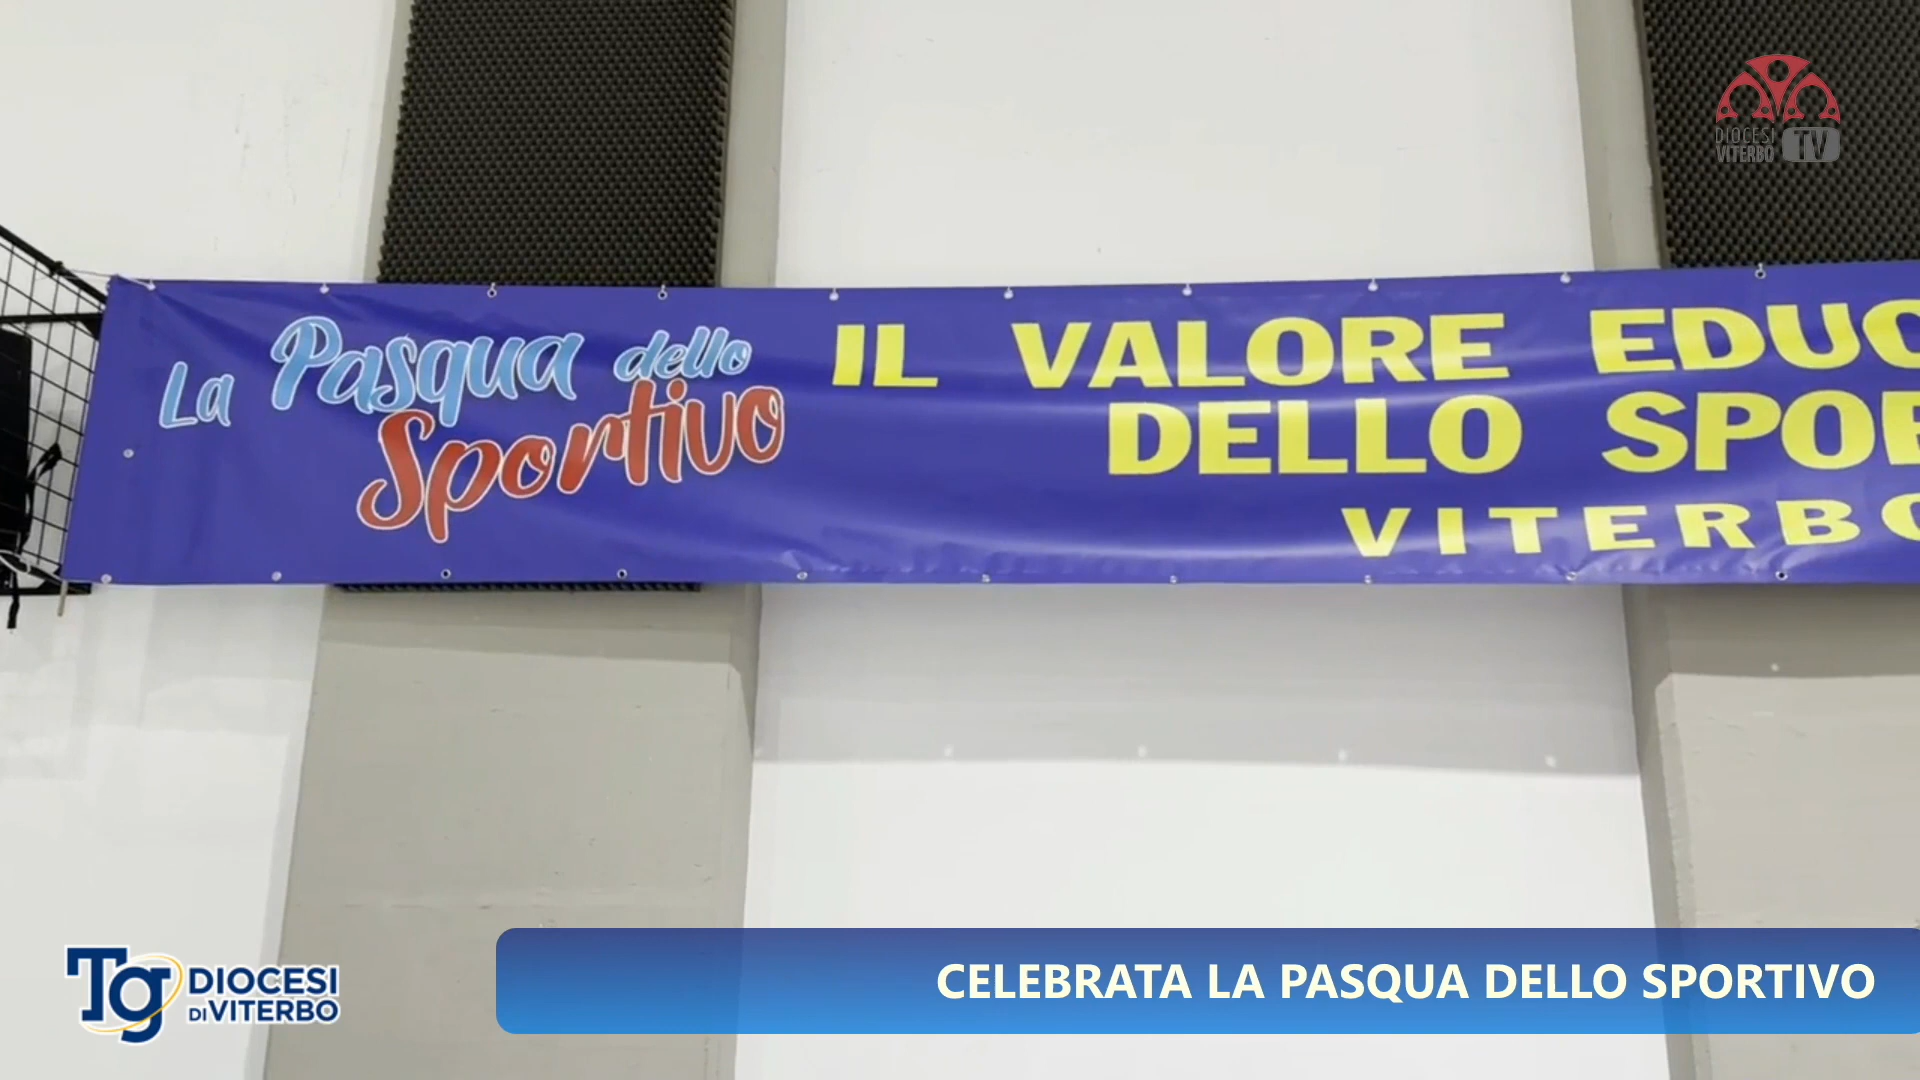 DIOCESI
VITERBO TV
La Pasqua dello
Sportivo
IL VALORE EDUC
DELLO SPOR
VITERBO
Tg DIOCESI
DI VITERBO
CELEBRATA LA PASQUA DELLO SPORTIVO